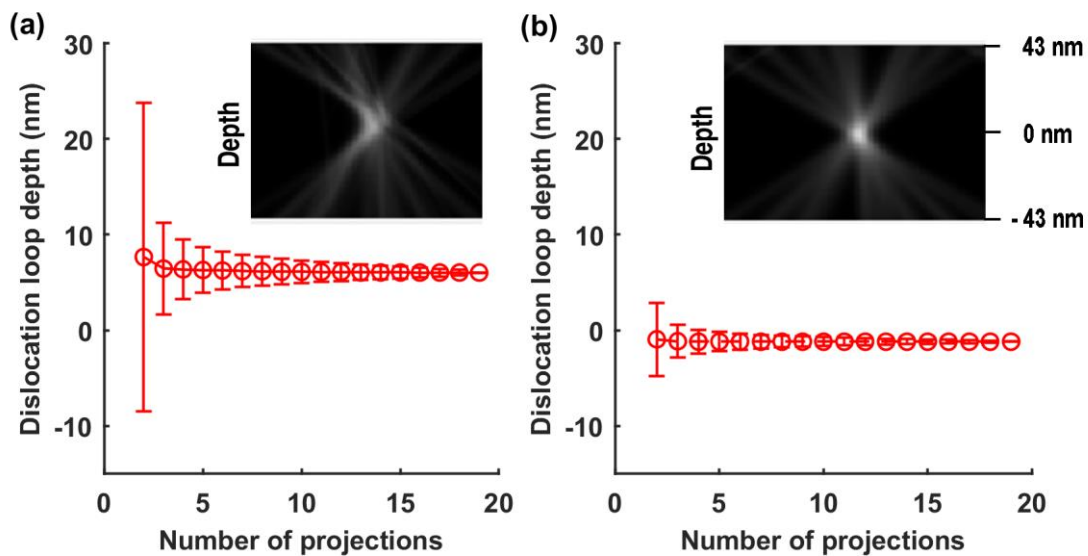 (a)
Dislocation loop depth (nm)
30
20
10
0
-10
0 5 10 15 20
Number of projections
Depth
(b)
Dislocation loop depth (nm)
30
20
10
0
-10
0 5 10 15 20
Number of projections
Depth
43 nm
0 nm
- 43 nm